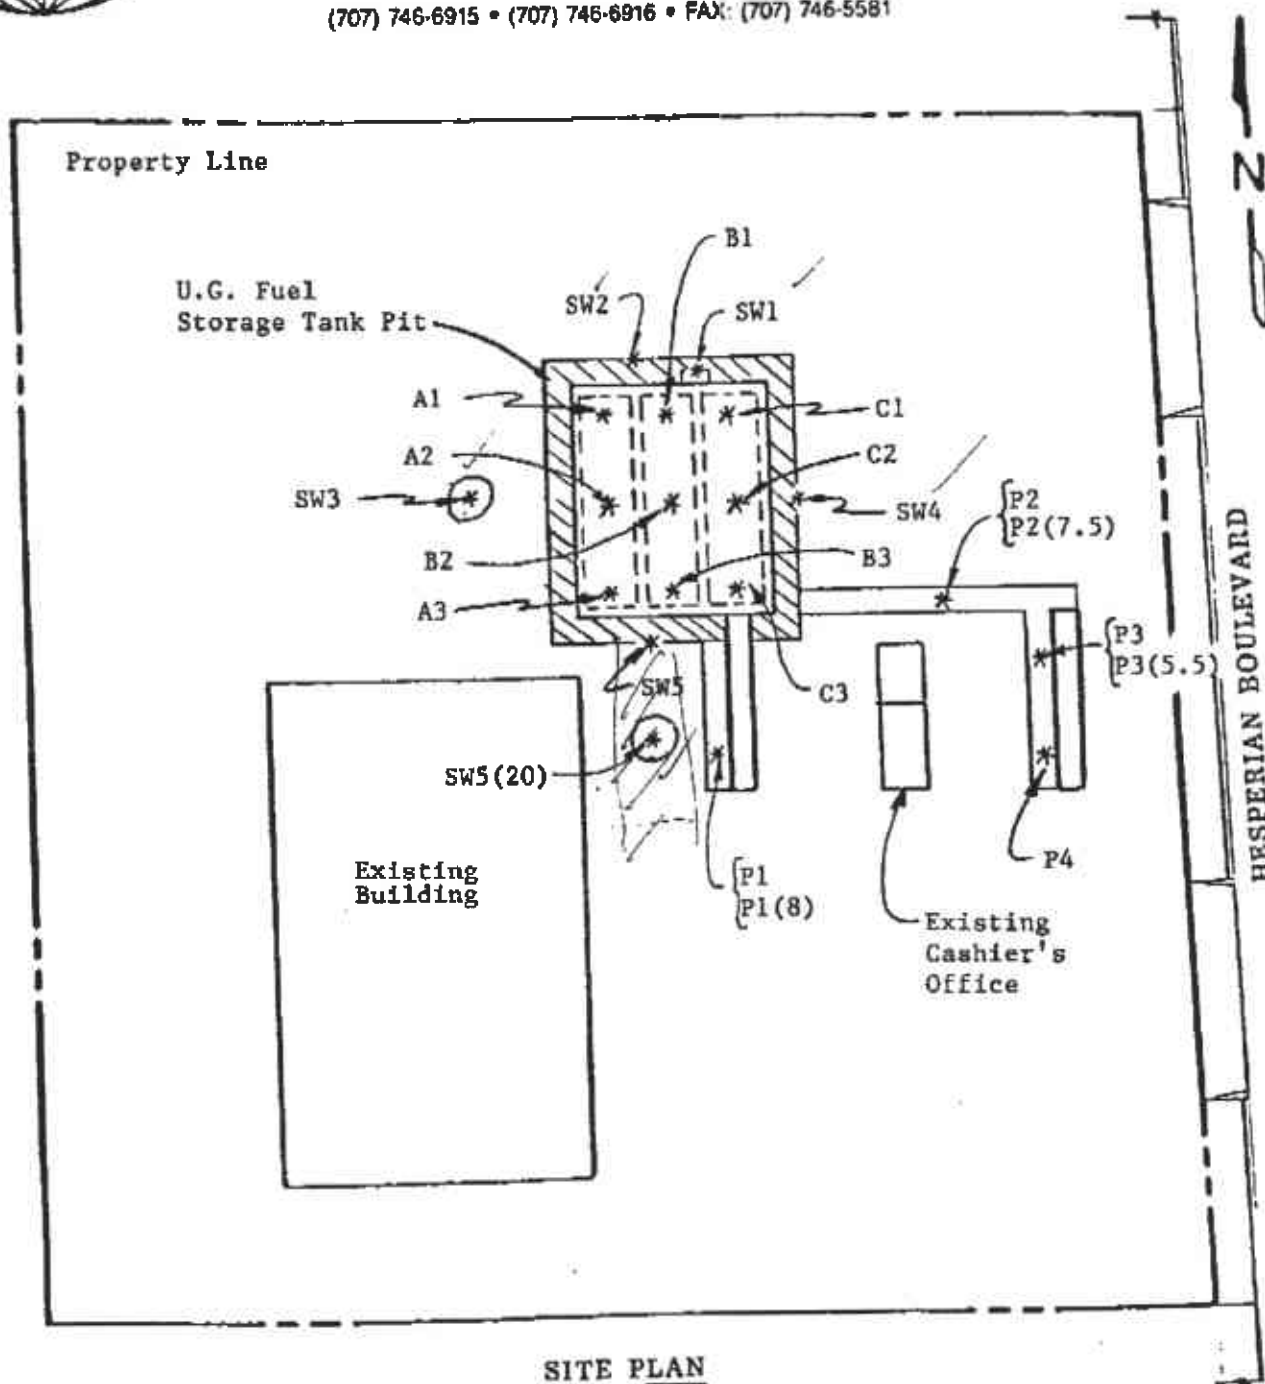 (707) 746-6915 • (707) 746-6916 • FAX: (707) 746-5581
N
Property Line
B1
U.G. Fuel
Storage Tank Pit
SW2
SW1
A1
C1
A2
C2
SW3
SW4
P2
P2(7.5)
B2
B3
A3
P3
P3(5.5)
SW5
C3
SW5(20)
HESPERIAN BOULEVARD
P4
Existing
Building
P1
P1(8)
Existing
Cashier's
Office
SITE PLAN